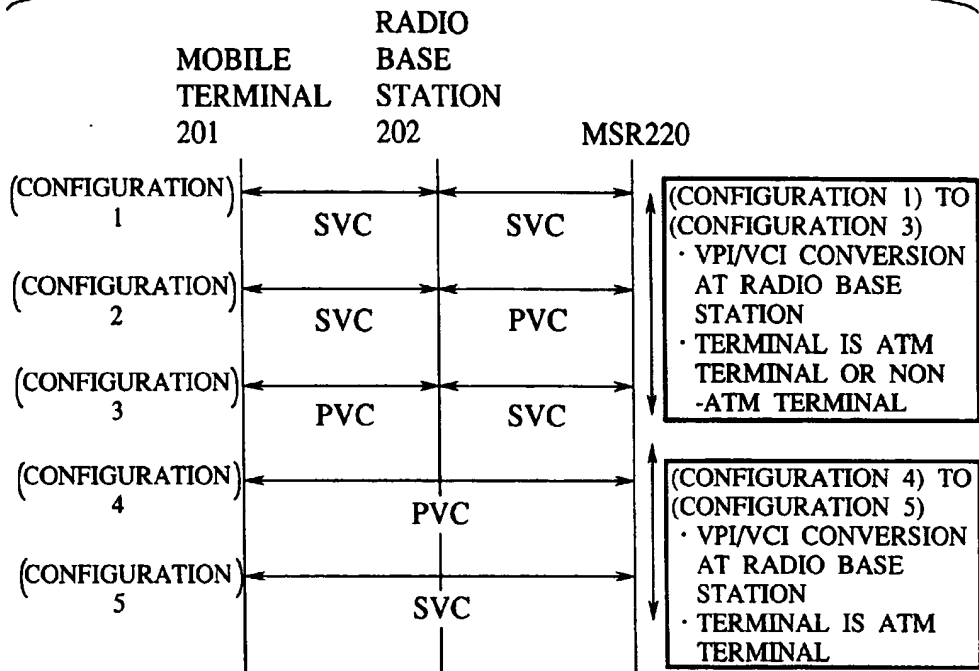 MOBILE
TERMINAL
201
RADIO
BASE
STATION
202
MSR220
(CONFIGURATION)
1
SVC
SVC
(CONFIGURATION)
2
SVC
PVC
(CONFIGURATION)
3
PVC
SVC
(CONFIGURATION)
4
PVC
(CONFIGURATION)
5
SVC
(CONFIGURATION 1) TO
(CONFIGURATION 3)
· VPI/VCI CONVERSION
AT RADIO BASE
STATION
· TERMINAL IS ATM
TERMINAL OR NON
-ATM TERMINAL
(CONFIGURATION 4) TO
(CONFIGURATION 5)
· VPI/VCI CONVERSION
AT RADIO BASE
STATION
· TERMINAL IS ATM
TERMINAL